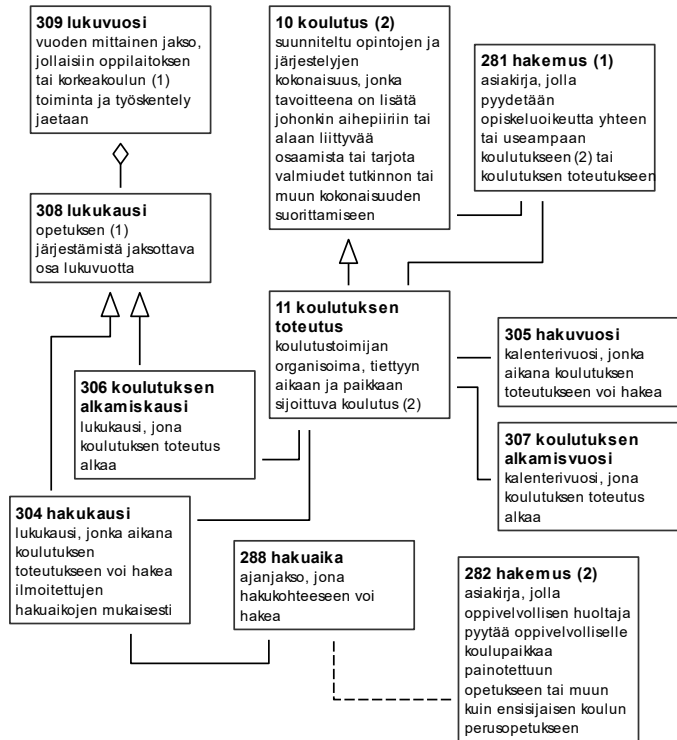 309 lukuvuosi
vuoden mittainen jakso,
jollaisiin oppilaitoksen
tai korkeakoulun (1)
toiminta ja työskentely
jaetaan
10 koulutus (2)
suunniteltu opintojen ja
järjestelyjen
kokonaisuus, jonka
tavoitteena on lisätä
johonkin aihepiiriin tai
alaan liittyvää
osaamista tai tarjota
valmiudet tutkinnon tai
muun kokonaisuuden
suorittamiseen
281 hakemus (1)
asiakirja, jolla
pyydetään
opiskeluoikeutta yhteen
tai useampaan
koulutukseen (2) tai
koulutuksen toteutukseen
308 lukukausi
opetuksen (1)
järjestämistä jaksottava
osa lukuvuotta
11 koulutuksen
toteutus
koulutustoimijan
organisoima, tiettyyn
aikaan ja paikkaan
sijoittuva koulutus (2)
305 hakuvuosi
kalenterivuosi, jonka
aikana koulutuksen
toteutukseen voi hakea
306 koulutuksen
alkamiskausi
lukukausi, jona
koulutuksen toteutus
alkaa
307 koulutuksen
alkamisvuosi
kalenterivuosi, jona
koulutuksen toteutus
alkaa
304 hakukausi
lukukausi, jonka aikana
koulutuksen
toteutukseen voi hakea
ilmoitettujen
hakuaikojen mukaisesti
288 hakuaika
ajanjakso, jona
hakukohteeseen voi
hakea
282 hakemus (2)
asiakirja, jolla
oppivelvollisen huoltaja
pyytää oppivelvolliselle
koulupaikkaa
painotettuun
opetukseen tai muun
kuin ensisijaisen koulun
perusopetukseen